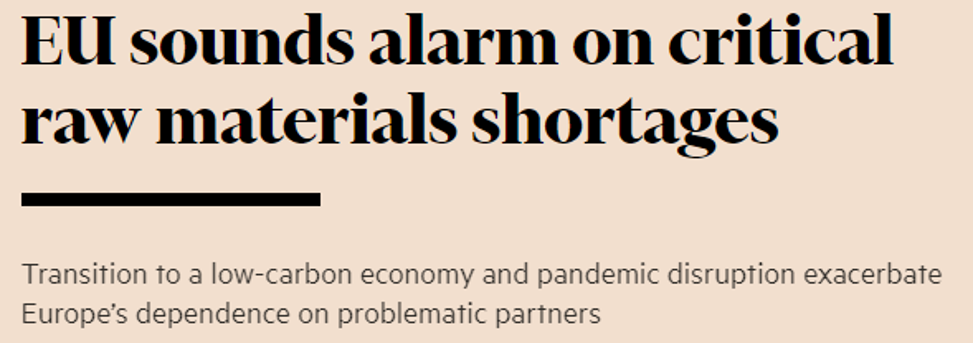 EU sounds alarm on critical
raw materials shortages
Transition to a low-carbon economy and pandemic disruption exacerbate
Europe’s dependence on problematic partners